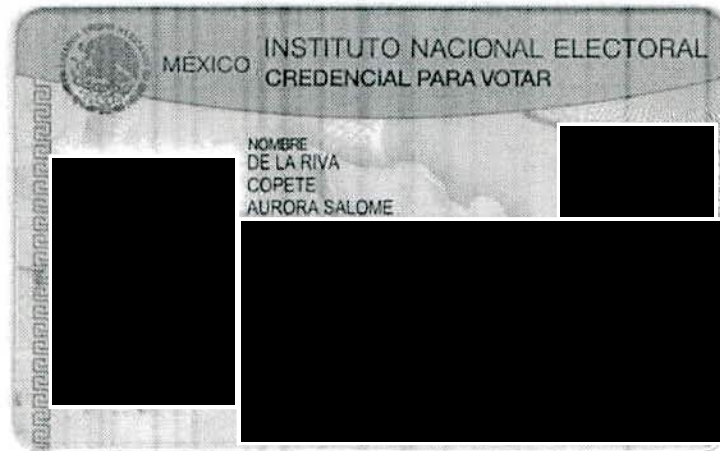 MÉXICO
INSTITUTO NACIONAL ELECTORAL
CREDENCIAL PARA VOTAR
NOMBRE
DE LA RIVA
COPETE
AURORA SALOME